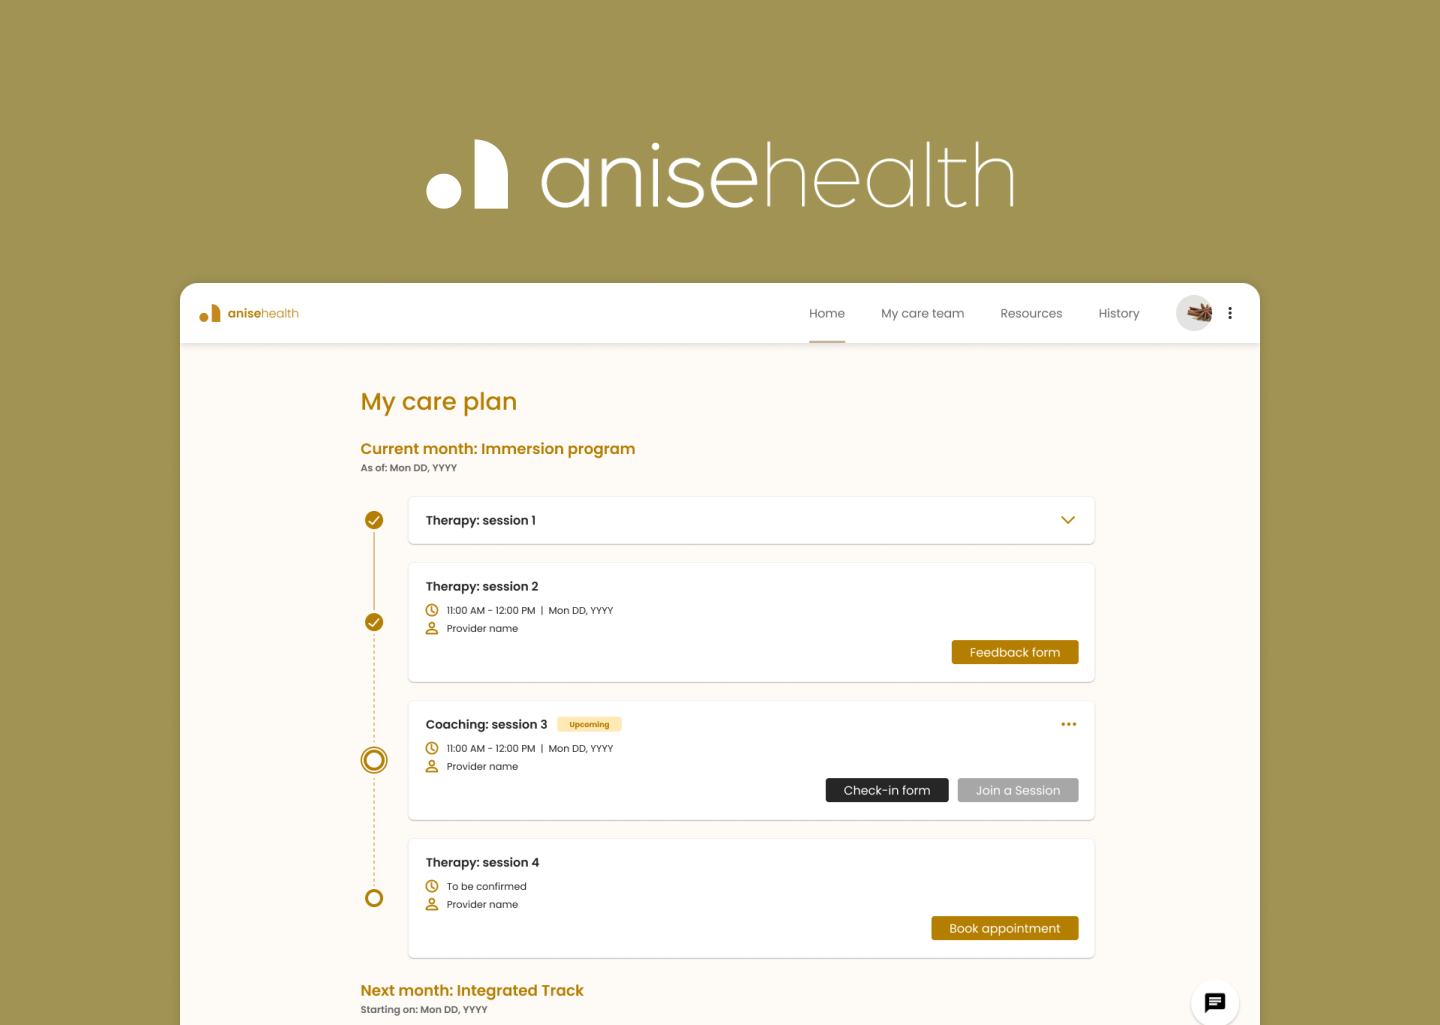 anisehealth
anisehealth
Home
My care team
Resources
History
My care plan
Current month: Immersion program
As of: Mon DD, YYYY
Therapy: session 1
Therapy: session 2
11:00 AM - 12:00 PM | Mon DD, YYYY
Provider name
Feedback form
Coaching: session 3 Upcoming
11:00 AM - 12:00 PM | Mon DD, YYYY
Provider name
Check-in form
Join a Session
Therapy: session 4
To be confirmed
Provider name
Book appointment
Next month: Integrated Track
Starting on: Mon DD, YYYY